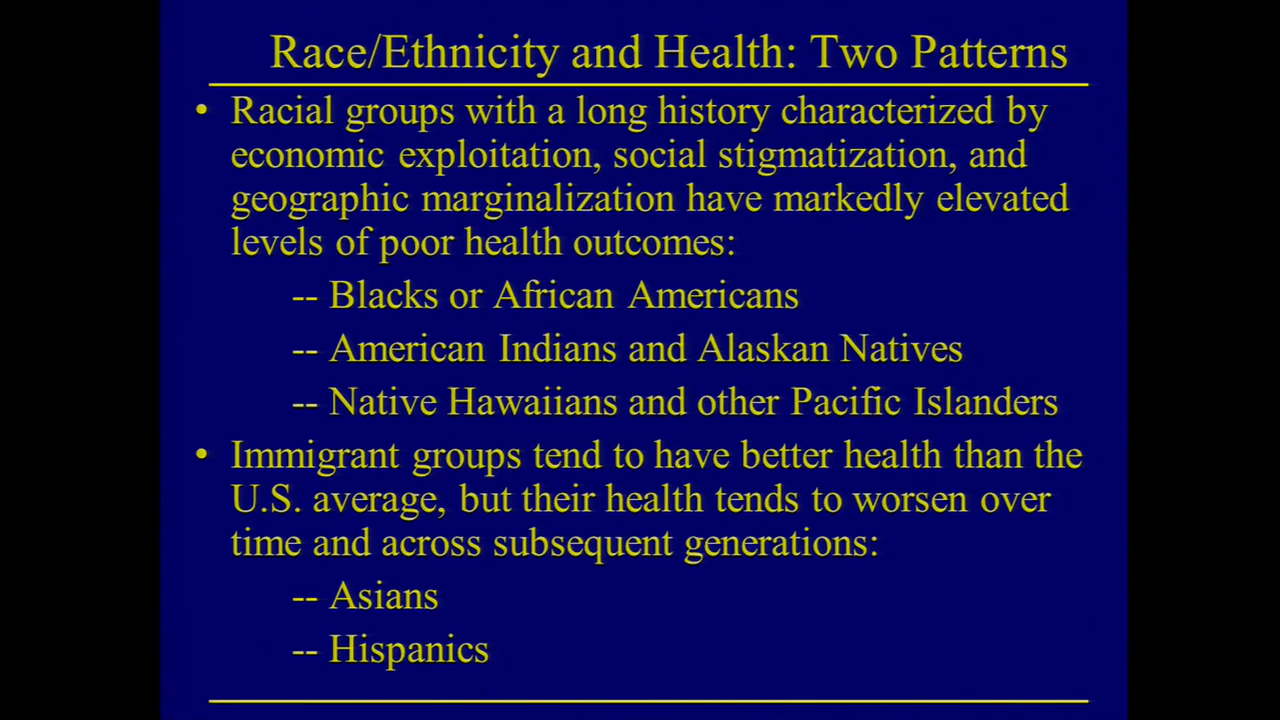 Race/Ethnicity and Health: Two Patterns
• Racial groups with a long history characterized by
economic exploitation, social stigmatization, and
geographic marginalization have markedly elevated
levels of poor health outcomes:
-- Blacks or African Americans
-- American Indians and Alaskan Natives
-- Native Hawaiians and other Pacific Islanders
• Immigrant groups tend to have better health than the
U.S. average, but their health tends to worsen over
time and across subsequent generations:
-- Asians
-- Hispanics